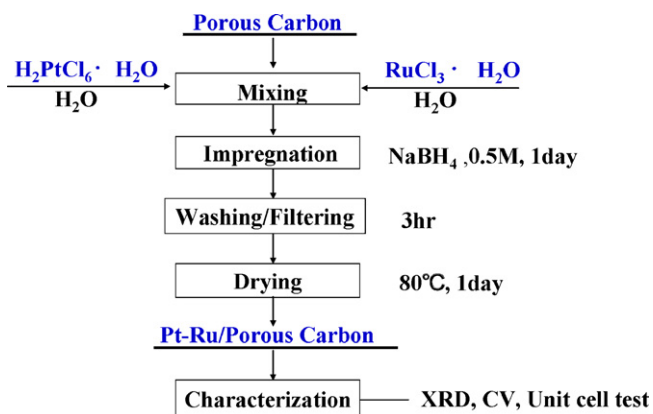 Porous Carbon
H₂PtCl₆· H₂O
H₂O
Mixing
RuCl₃· H₂O
H₂O
Impregnation
NaBH₄ ,0.5M, 1day
Washing/Filtering
3hr
Drying
80℃, 1day
Pt-Ru/Porous Carbon
Characterization
XRD, CV, Unit cell test